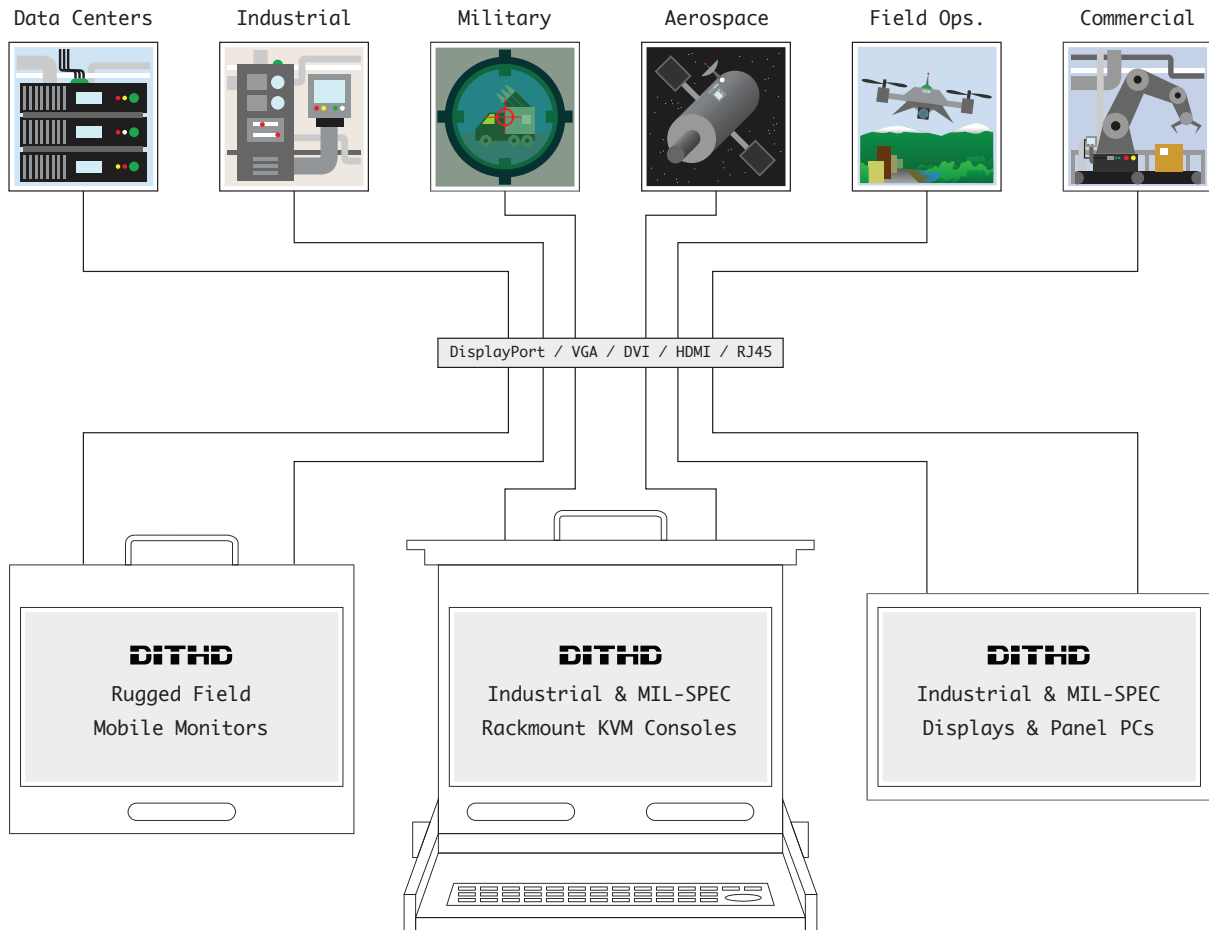 Data Centers
Industrial
Military
Aerospace
Field Ops.
Commercial
DisplayPort / VGA / DVI / HDMI / RJ45
DITHD
Rugged Field
Mobile Monitors
DITHD
Industrial & MIL-SPEC
Rackmount KVM Consoles
DITHD
Industrial & MIL-SPEC
Displays & Panel PCs